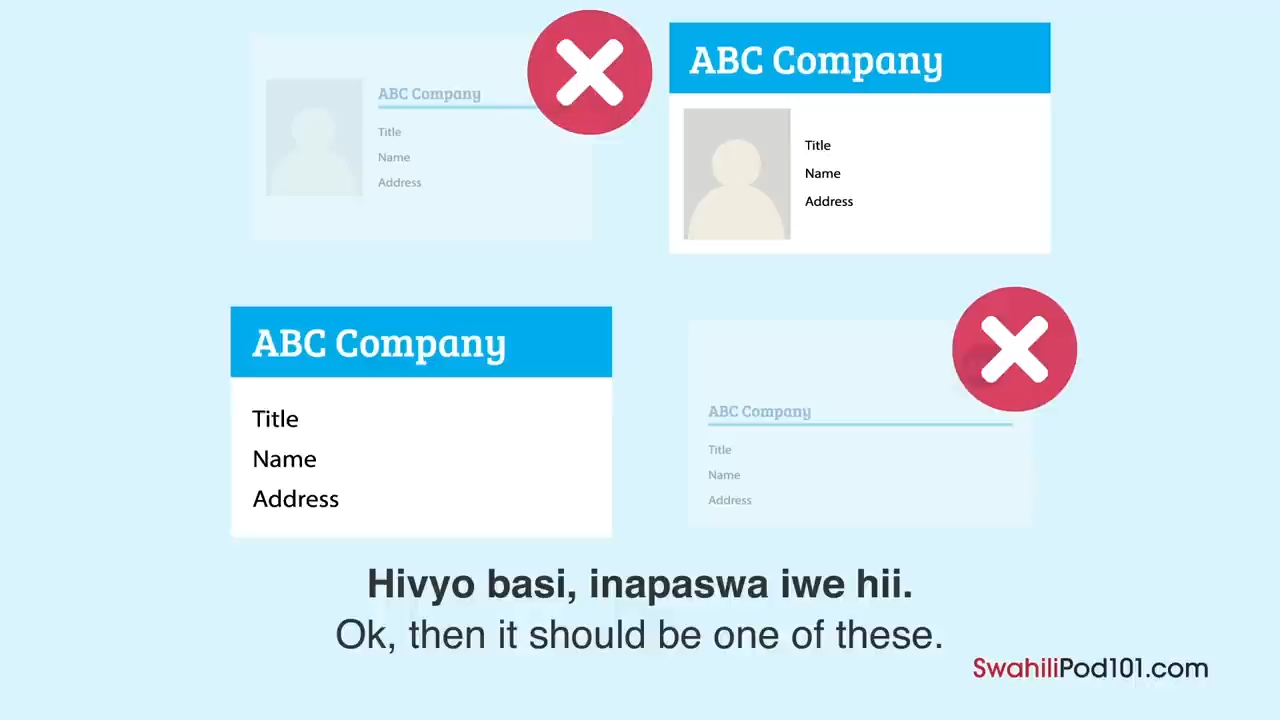 ABC Company
Title
Name
Address
ABC Company
Title
Name
Address
ABC Company
Title
Name
Address
ABC Company
Title
Name
Address
Hivyo basi, inapaswa iwe hii.
Ok, then it should be one of these.
SwahiliPod101.com